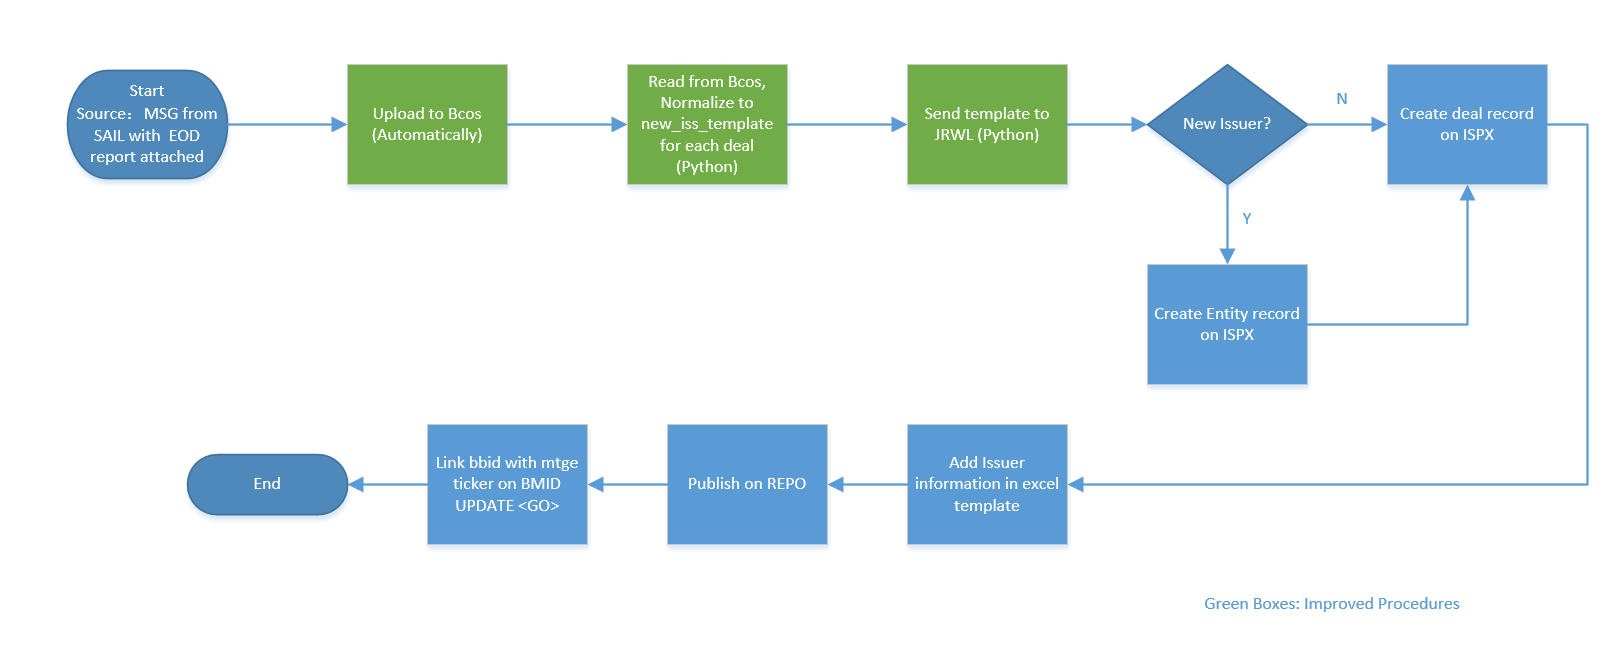 Start
Source：MSG from
SAIL with  EOD
report attached
Upload to Bcos
(Automatically)
Read from Bcos,
Normalize to
new_iss_template
for each deal
(Python)
Send template to
JRWL (Python)
New Issuer?
N
Create deal record
on ISPX
Y
Create Entity record
on ISPX
End
Link bbid with mtge
ticker on BMID
UPDATE <GO>
Publish on REPO
Add Issuer
information in excel
template
Green Boxes: Improved Procedures